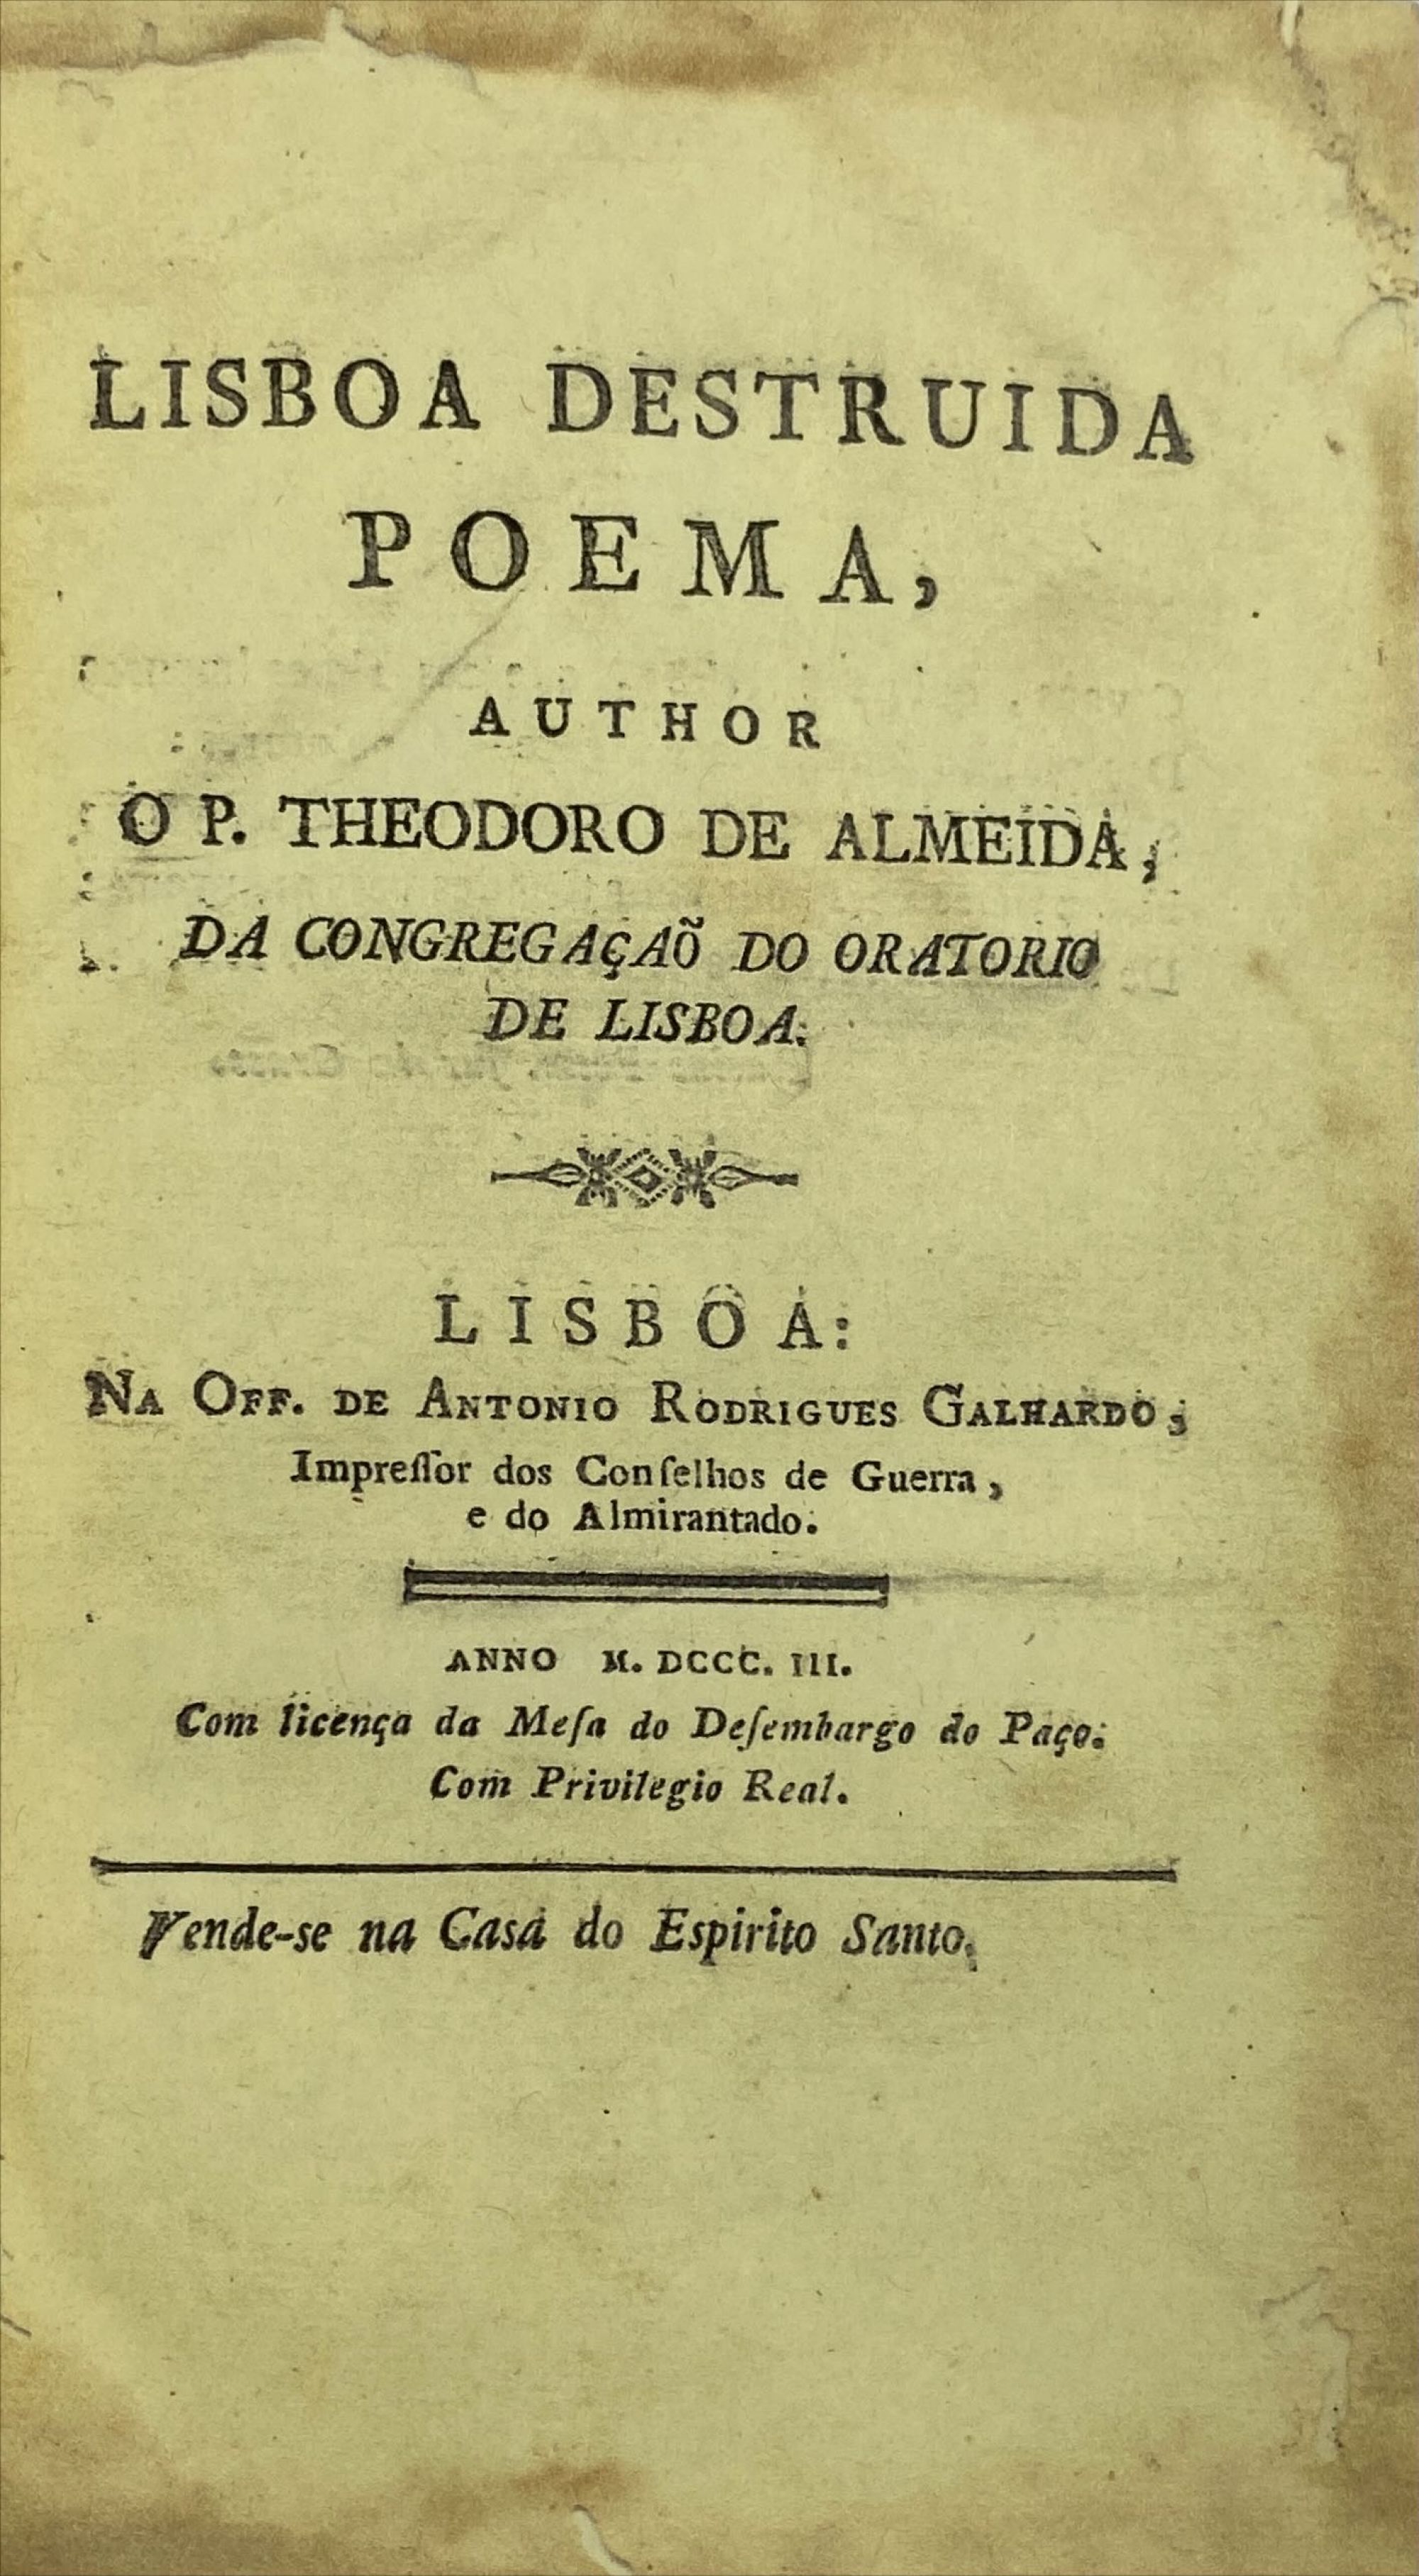 LISBOA DESTRUIDA
POEMA,
AUTHOR
O P. THEODORO DE ALMEIDA,
DA CONGREGAÇAÕ DO ORATORIO
DE LISBOA.
LISBOA:
NA OFF. DE ANTONIO RODRIGUES GALHARDO,
Impreſſor dos Conſelhos de Guerra,
e do Almirantado.
ANNO M. DCCC. III.
Com licença da Meſa do Deſembargo do Paço.
Com Privilegio Real.
Vende-se na Casa do Espirito Santo.